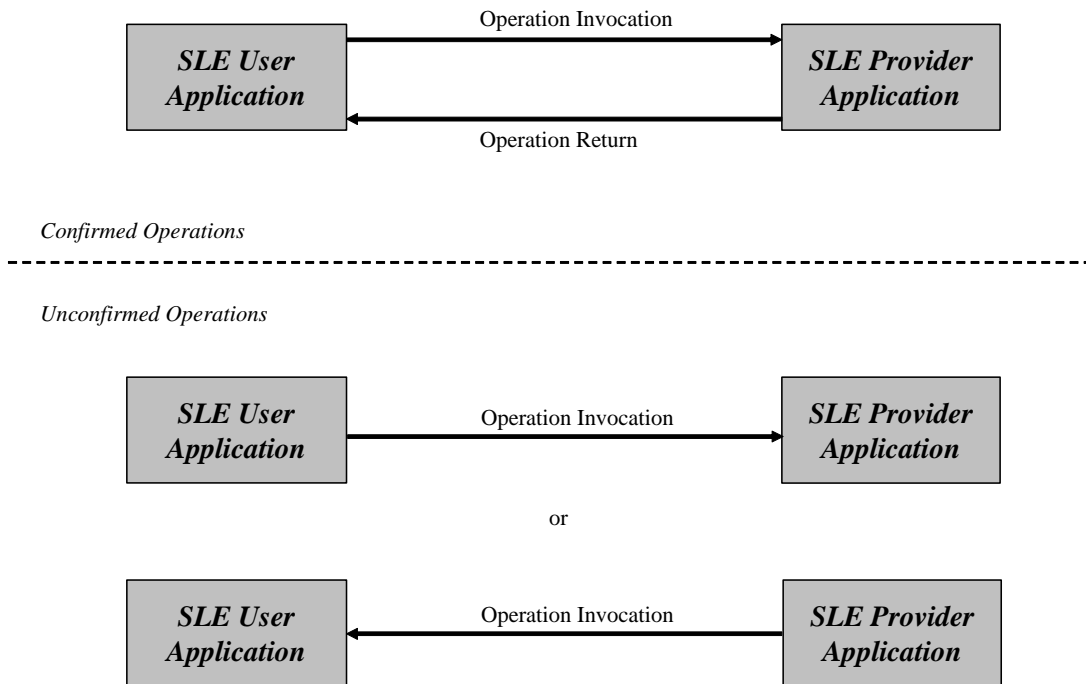 Operation Invocation
SLE User
Application
SLE Provider
Application
Operation Return
Confirmed Operations
Unconfirmed Operations
SLE User
Application
Operation Invocation
SLE Provider
Application
or
SLE User
Application
Operation Invocation
SLE Provider
Application